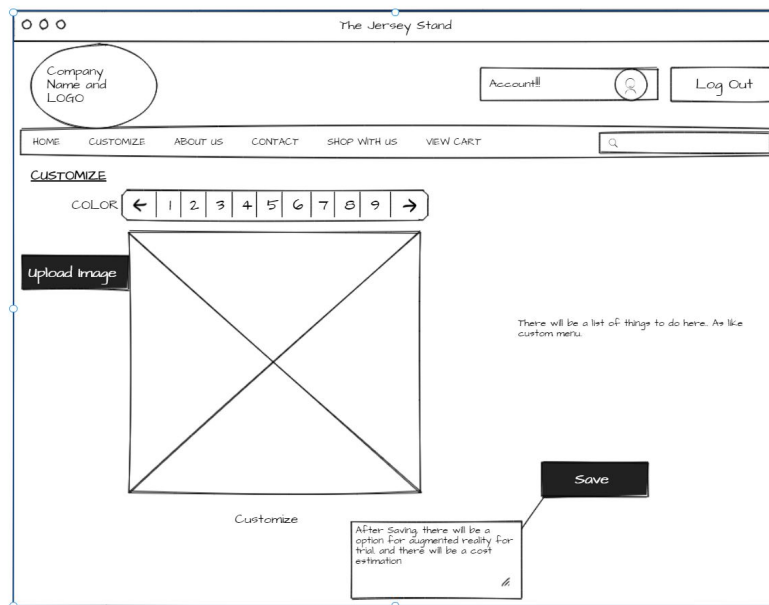 The Jersey Stand
Company
Name and
LOGO
Account!!!
Log Out
HOME CUSTOMIZE ABOUT US CONTACT SHOP WITH US VIEW CART
CUSTOMIZE
COLOR ← 1 2 3 4 5 6 7 8 9 →
Upload Image
There will be a list of things to do here.. As like
custom menu.
Save
Customize
After Saving, there will be a
option for augmented reality for
trial. and there will be a cost
estimation